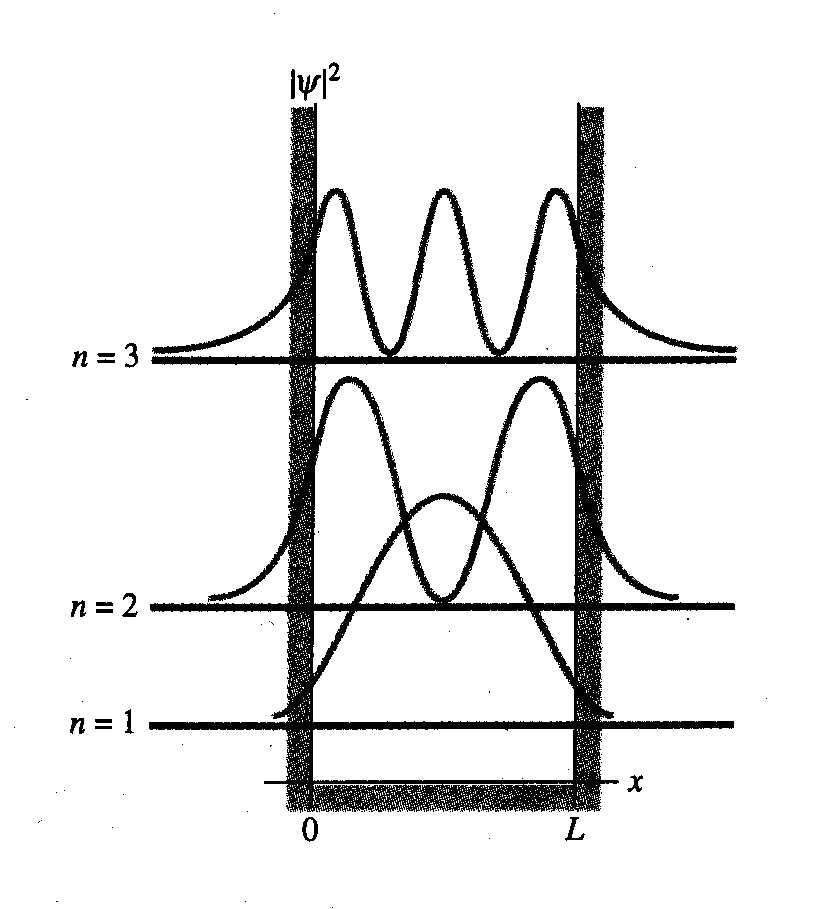 |ψ|²
n = 3
n = 2
n = 1
x
0 L